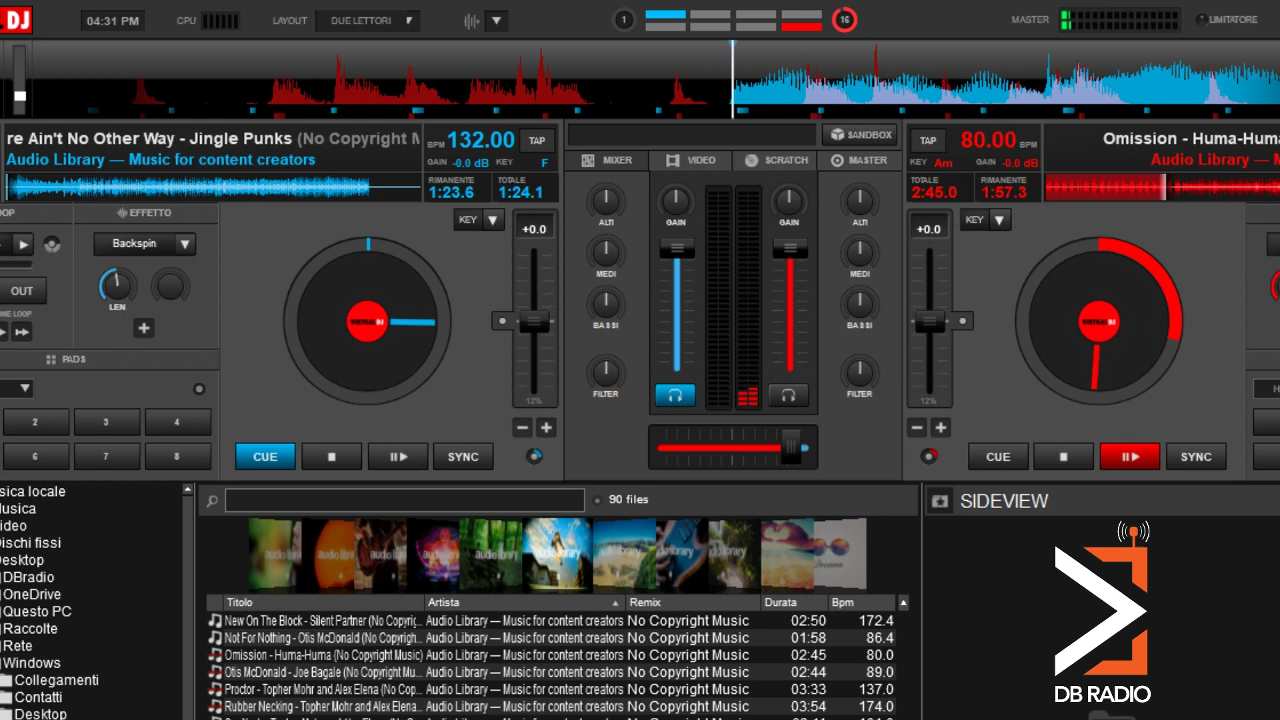 DJ
04:31 PM
CPU
LAYOUT
DUE LETTORI
1
16
MASTER
LIMITATORE
re Ain't No Other Way - Jingle Punks (No Copyright M
Audio Library — Music for content creators
BPM 132.00 TAP
GAIN -0.0 dB KEY F
RIMANENTE 1:23.6
TOTALE 1:24.1
SANDBOX
MIXER VIDEO SCRATCH MASTER
TAP 80.00 BPM
KEY Am GAIN -0.0 dB
TOTALE 2:45.0
RIMANENTE 1:57.3
Omission - Huma-Hum
Audio Library —
OOP
EFFETTO
Backspin
LEN
OUT
LOOP
PADS
2 3 4
6 7 8
KEY
+0.0
12%
CUE
SYNC
ALTI
MEDI
BASSI
FILTER
GAIN
GAIN
ALTI
MEDI
BASSI
FILTER
+0.0
KEY
12%
CUE
SYNC
H
sica locale
usica
ideo
ischi fissi
esktop
DBradio
OneDrive
Questo PC
Raccolte
Rete
Windows
Collegamenti
Contatti
Desktop
90 files
Titolo Artista Remix Durata Bpm
New On The Block - Silent Partner (No Copyrig... Audio Library — Music for content creators No Copyright Music 02:50 172.4
Not For Nothing - Otis McDonald (No Copyrigh... Audio Library — Music for content creators No Copyright Music 01:58 86.4
Omission - Huma-Huma (No Copyright Music) Audio Library — Music for content creators No Copyright Music 02:45 80.0
Otis McDonald - Joe Bagale (No Copyright Mu... Audio Library — Music for content creators No Copyright Music 02:44 89.0
Proctor - Topher Mohr and Alex Elena (No Cop... Audio Library — Music for content creators No Copyright Music 03:33 137.0
Rubber Necking - Topher Mohr and Alex Elena... Audio Library — Music for content creators No Copyright Music 03:54 174.0
SIDEVIEW
DB RADIO